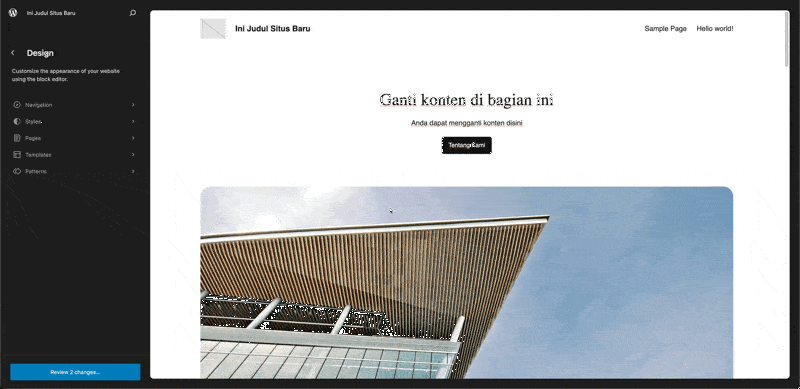 Ini Judul Situs Baru
Design
Customize the appearance of your website
using the block editor.
Navigation
Styles
Pages
Templates
Patterns
Review 2 changes...
Ini Judul Situs Baru
Sample Page Hello world!
Ganti konten di bagian ini
Anda dapat mengganti konten disini
Tentang Kami